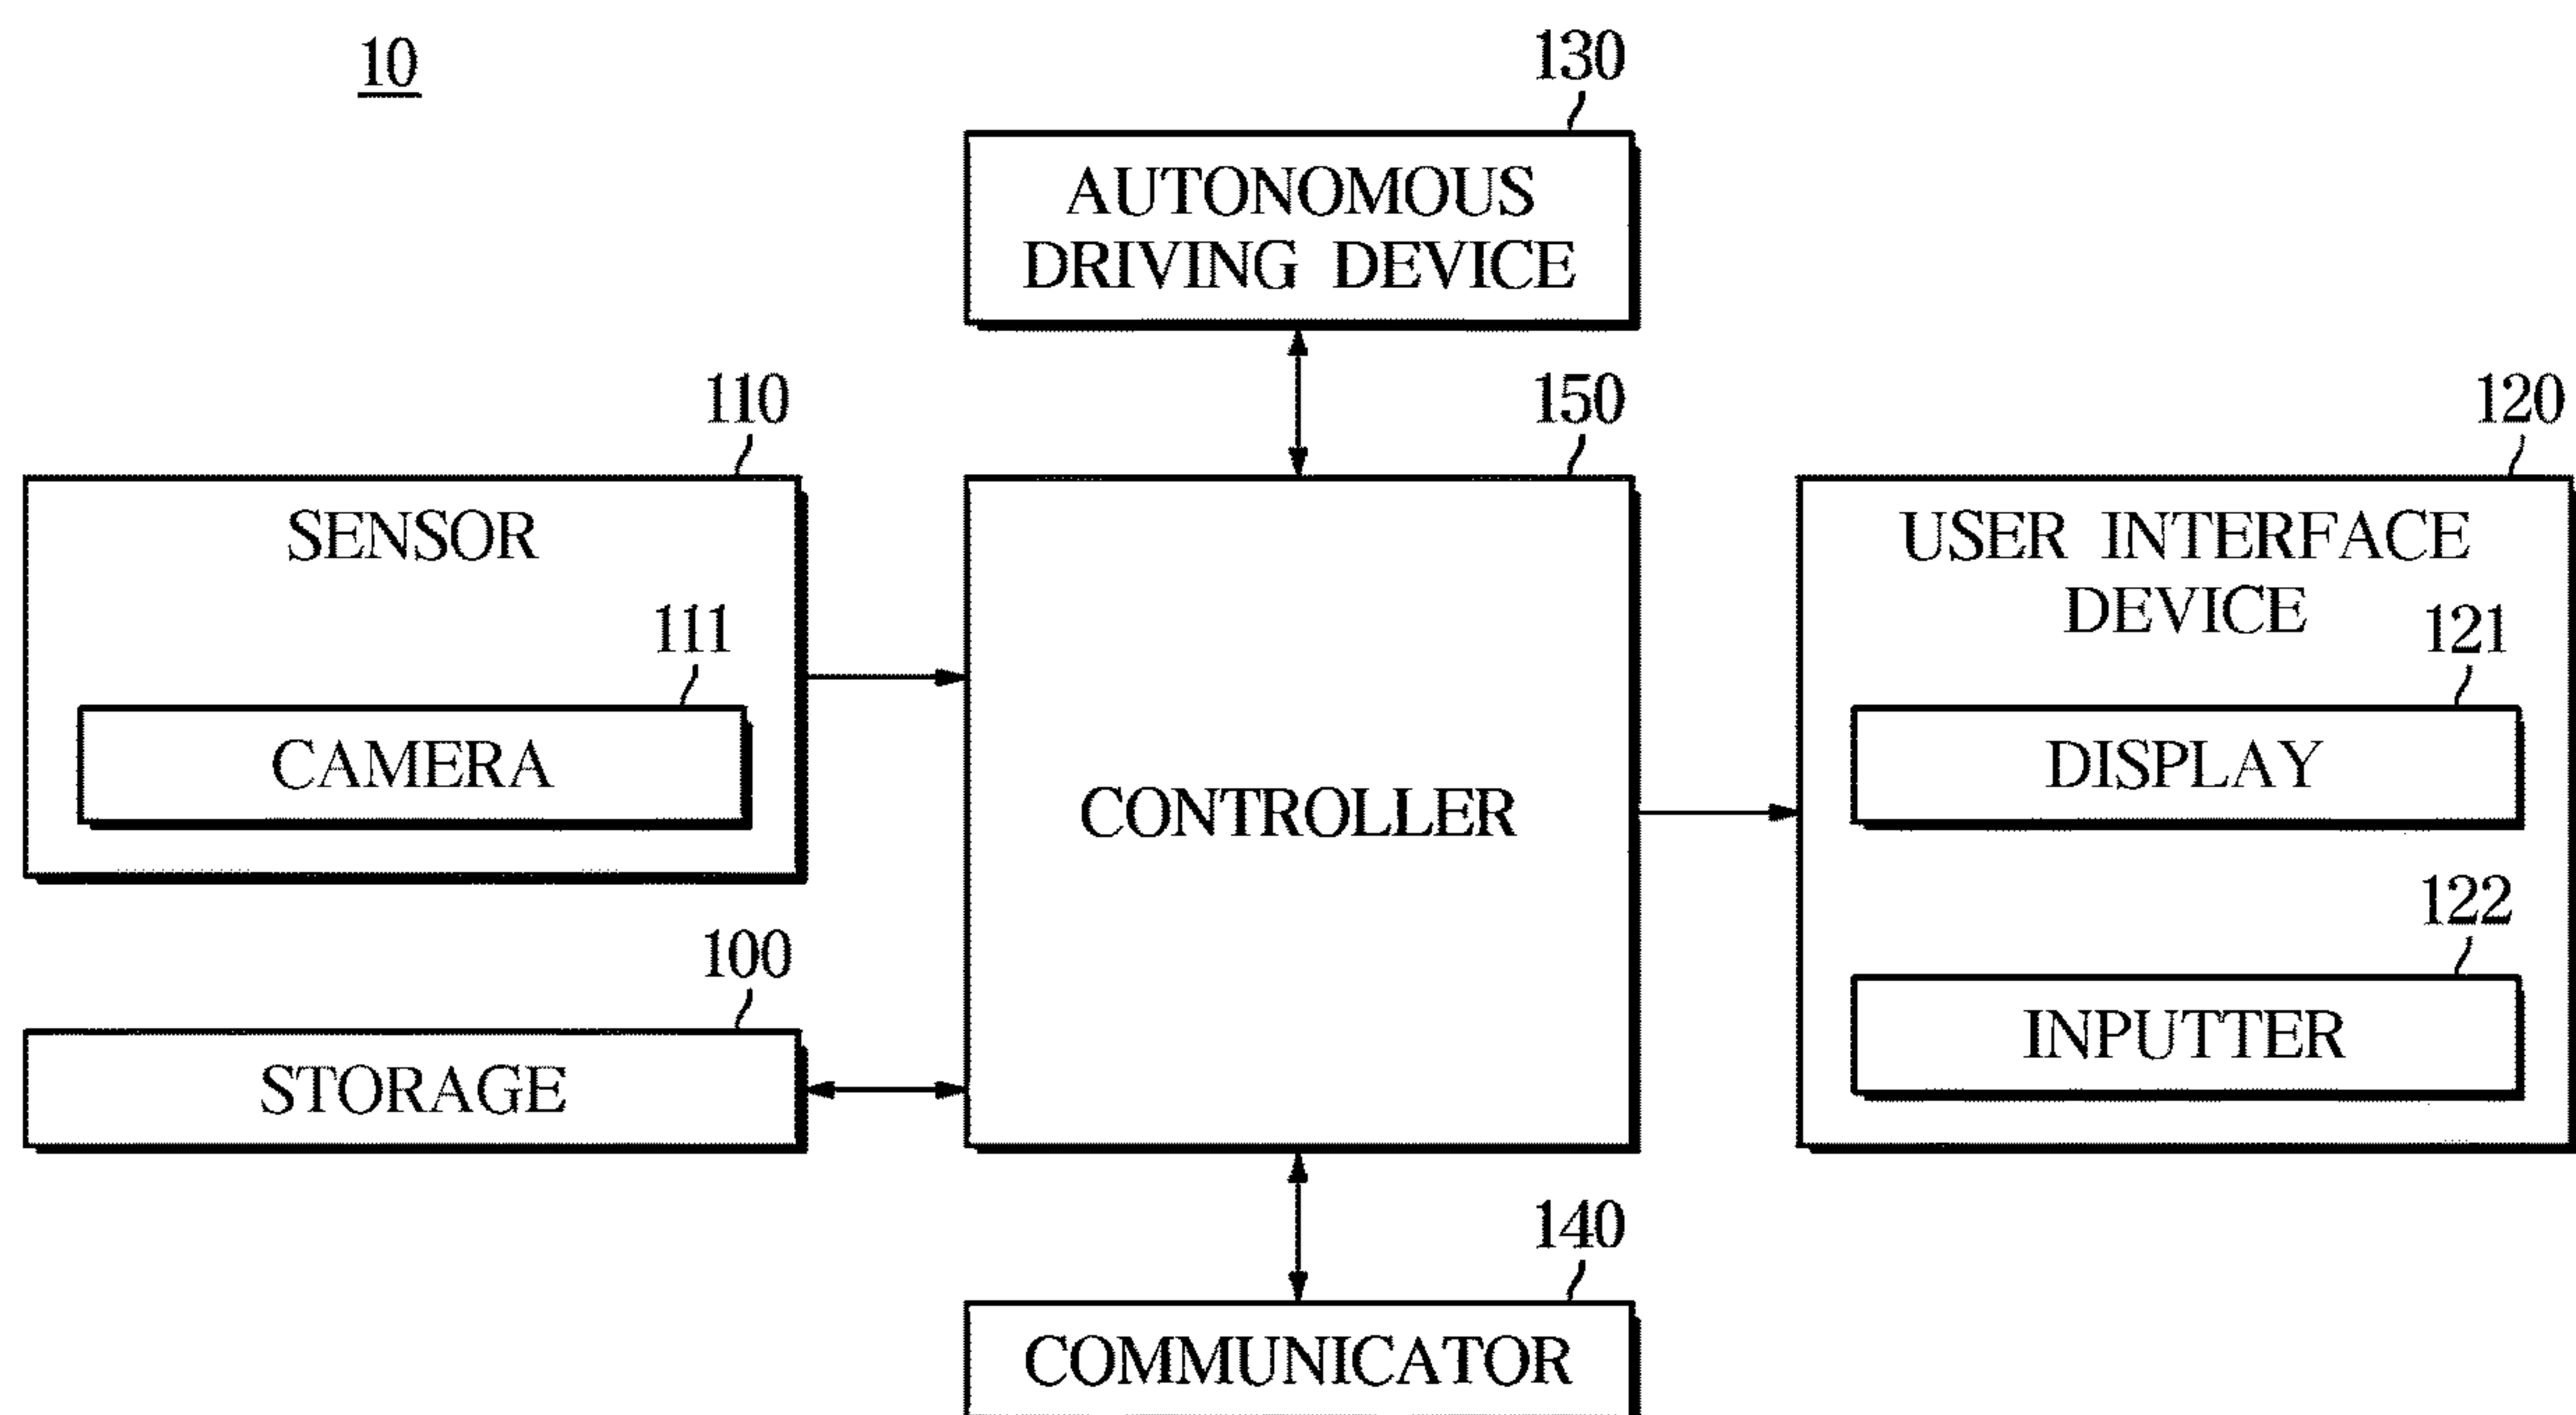 10
130
AUTONOMOUS
DRIVING DEVICE
110
SENSOR
111
CAMERA
100
STORAGE
150
CONTROLLER
120
USER INTERFACE
DEVICE
121
DISPLAY
122
INPUTTER
140
COMMUNICATOR